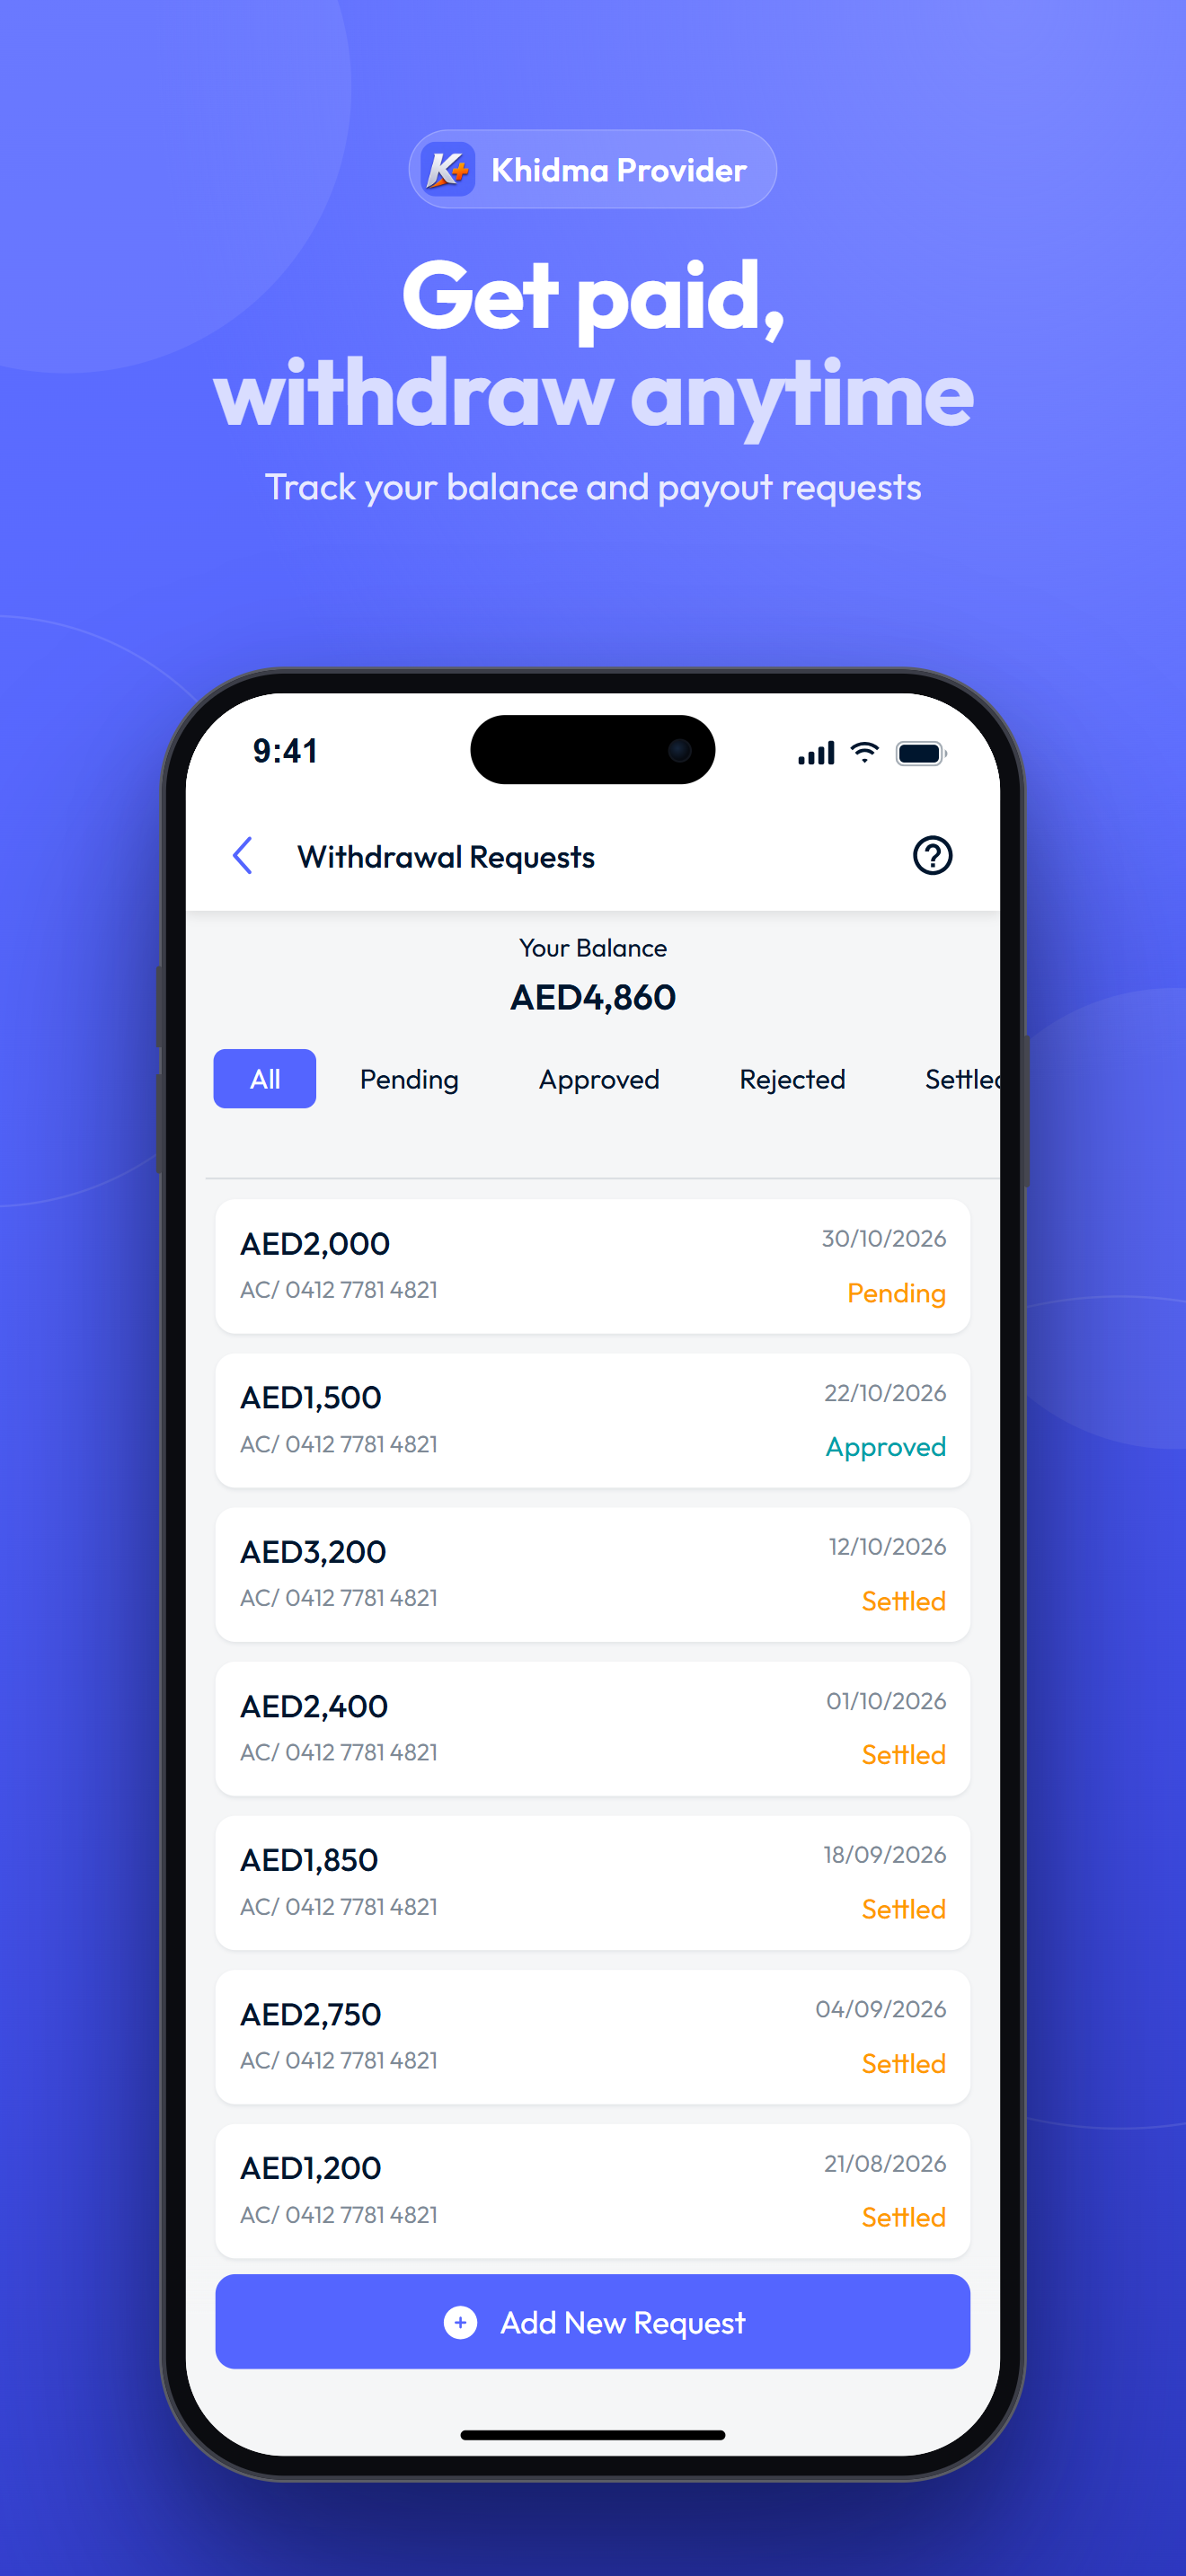 K+ Khidma Provider
Get paid,
withdraw anytime
Track your balance and payout requests
9:41
Withdrawal Requests
Your Balance
AED4,860
All Pending Approved Rejected Settled
AED2,000 30/10/2026
AC/ 0412 7781 4821 Pending
AED1,500 22/10/2026
AC/ 0412 7781 4821 Approved
AED3,200 12/10/2026
AC/ 0412 7781 4821 Settled
AED2,400 01/10/2026
AC/ 0412 7781 4821 Settled
AED1,850 18/09/2026
AC/ 0412 7781 4821 Settled
AED2,750 04/09/2026
AC/ 0412 7781 4821 Settled
AED1,200 21/08/2026
AC/ 0412 7781 4821 Settled
Add New Request